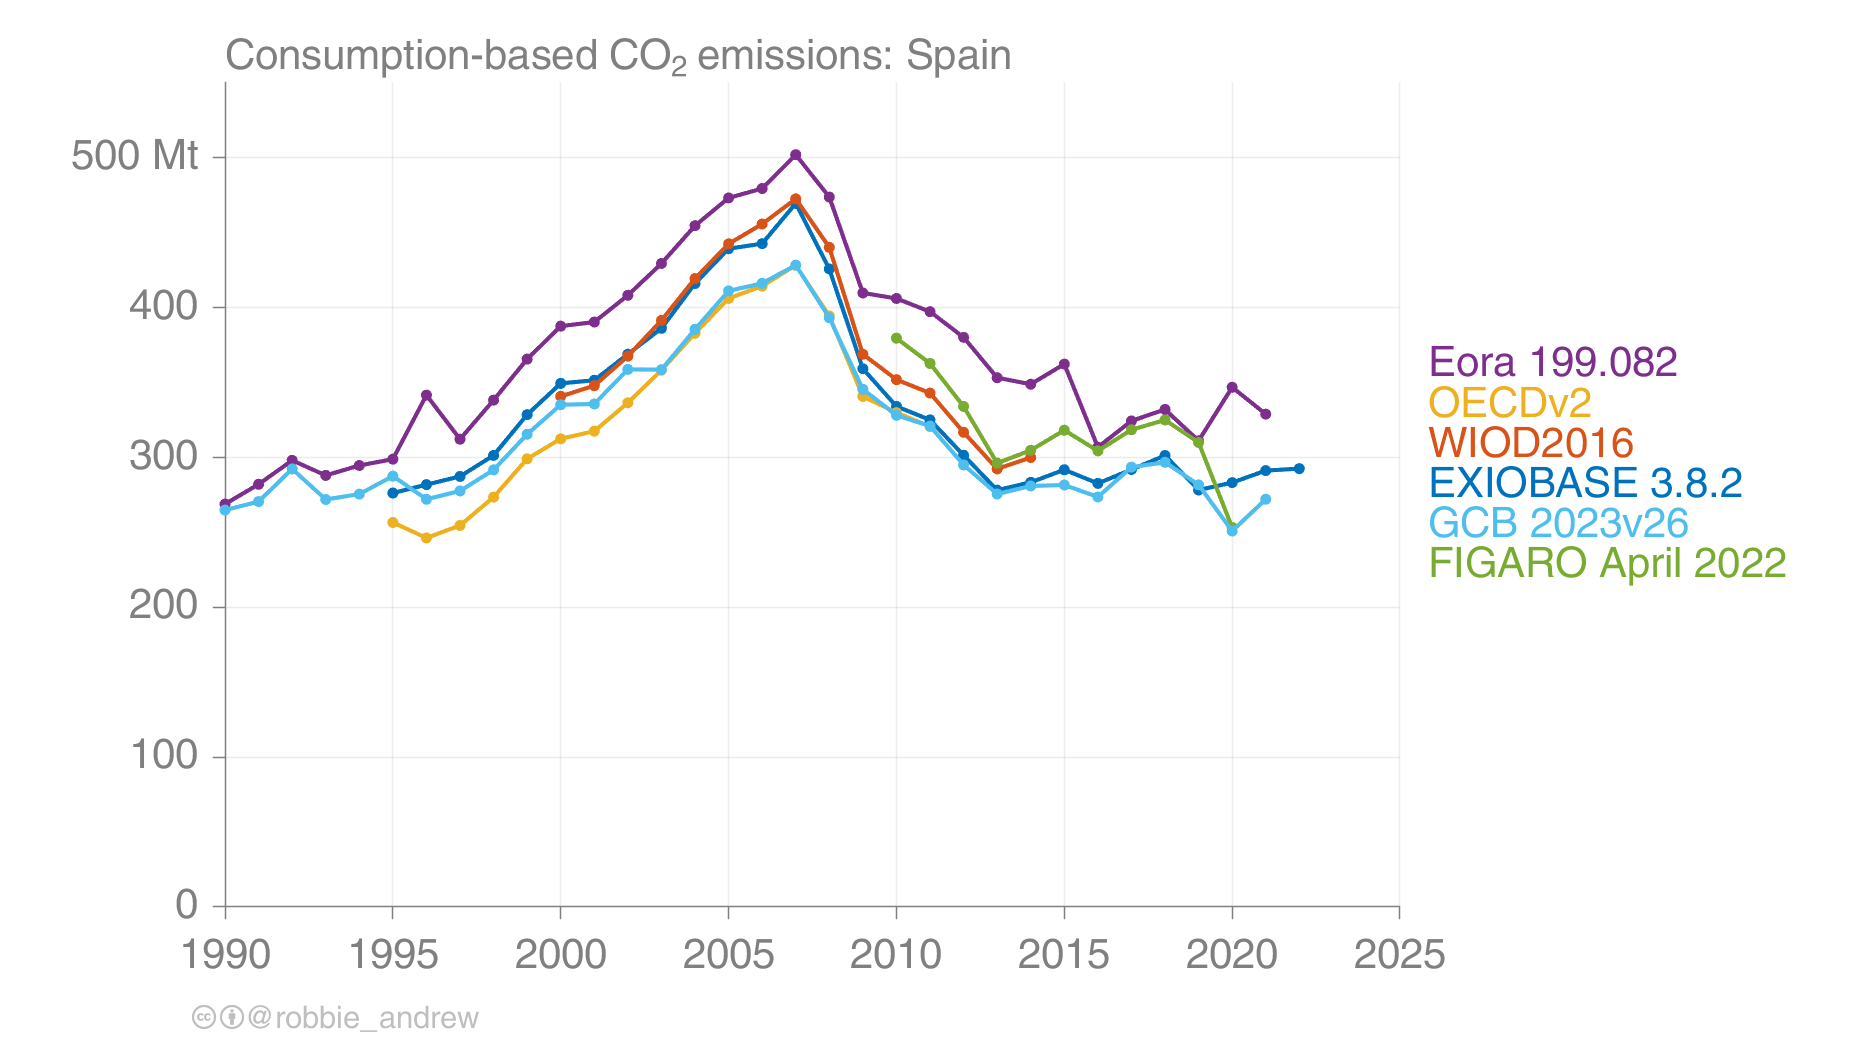 Consumption-based CO₂ emissions: Spain
500 Mt
400
300
200
100
0
1990 1995 2000 2005 2010 2015 2020 2025
Eora 199.082
OECDv2
WIOD2016
EXIOBASE 3.8.2
GCB 2023v26
FIGARO April 2022
@robbie_andrew